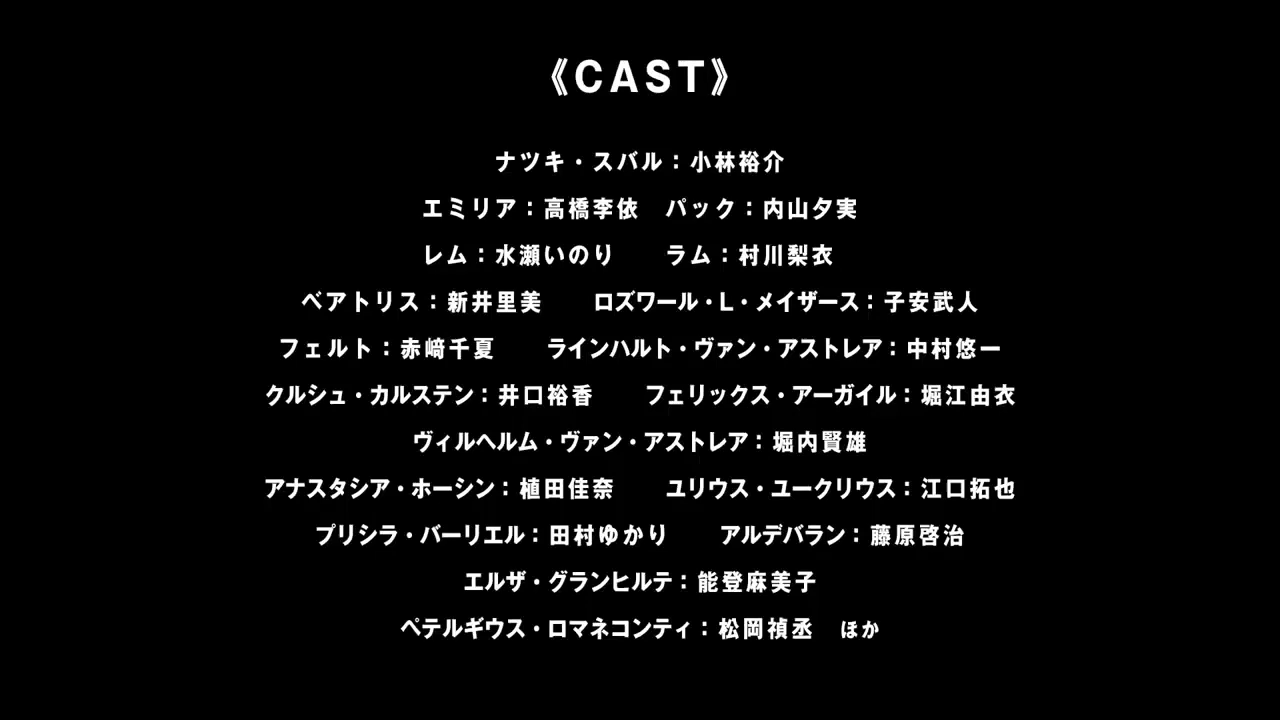 《CAST》
ナツキ・スバル：小林裕介
エミリア：高橋李依　パック：内山夕実
レム：水瀬いのり　　ラム：村川梨衣
ベアトリス：新井里美　　ロズワール・L・メイザース：子安武人
フェルト：赤﨑千夏　　ラインハルト・ヴァン・アストレア：中村悠一
クルシュ・カルステン：井口裕香　　フェリックス・アーガイル：堀江由衣
ヴィルヘルム・ヴァン・アストレア：堀内賢雄
アナスタシア・ホーシン：植田佳奈　　ユリウス・ユークリウス：江口拓也
プリシラ・バーリエル：田村ゆかり　　アルデバラン：藤原啓治
エルザ・グランヒルテ：能登麻美子
ペテルギウス・ロマネコンティ：松岡禎丞　ほか